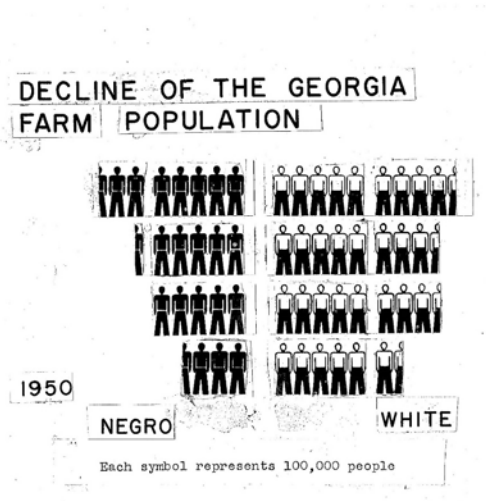 DECLINE OF THE GEORGIA
FARM POPULATION
1950
NEGRO
WHITE
Each symbol represents 100,000 people